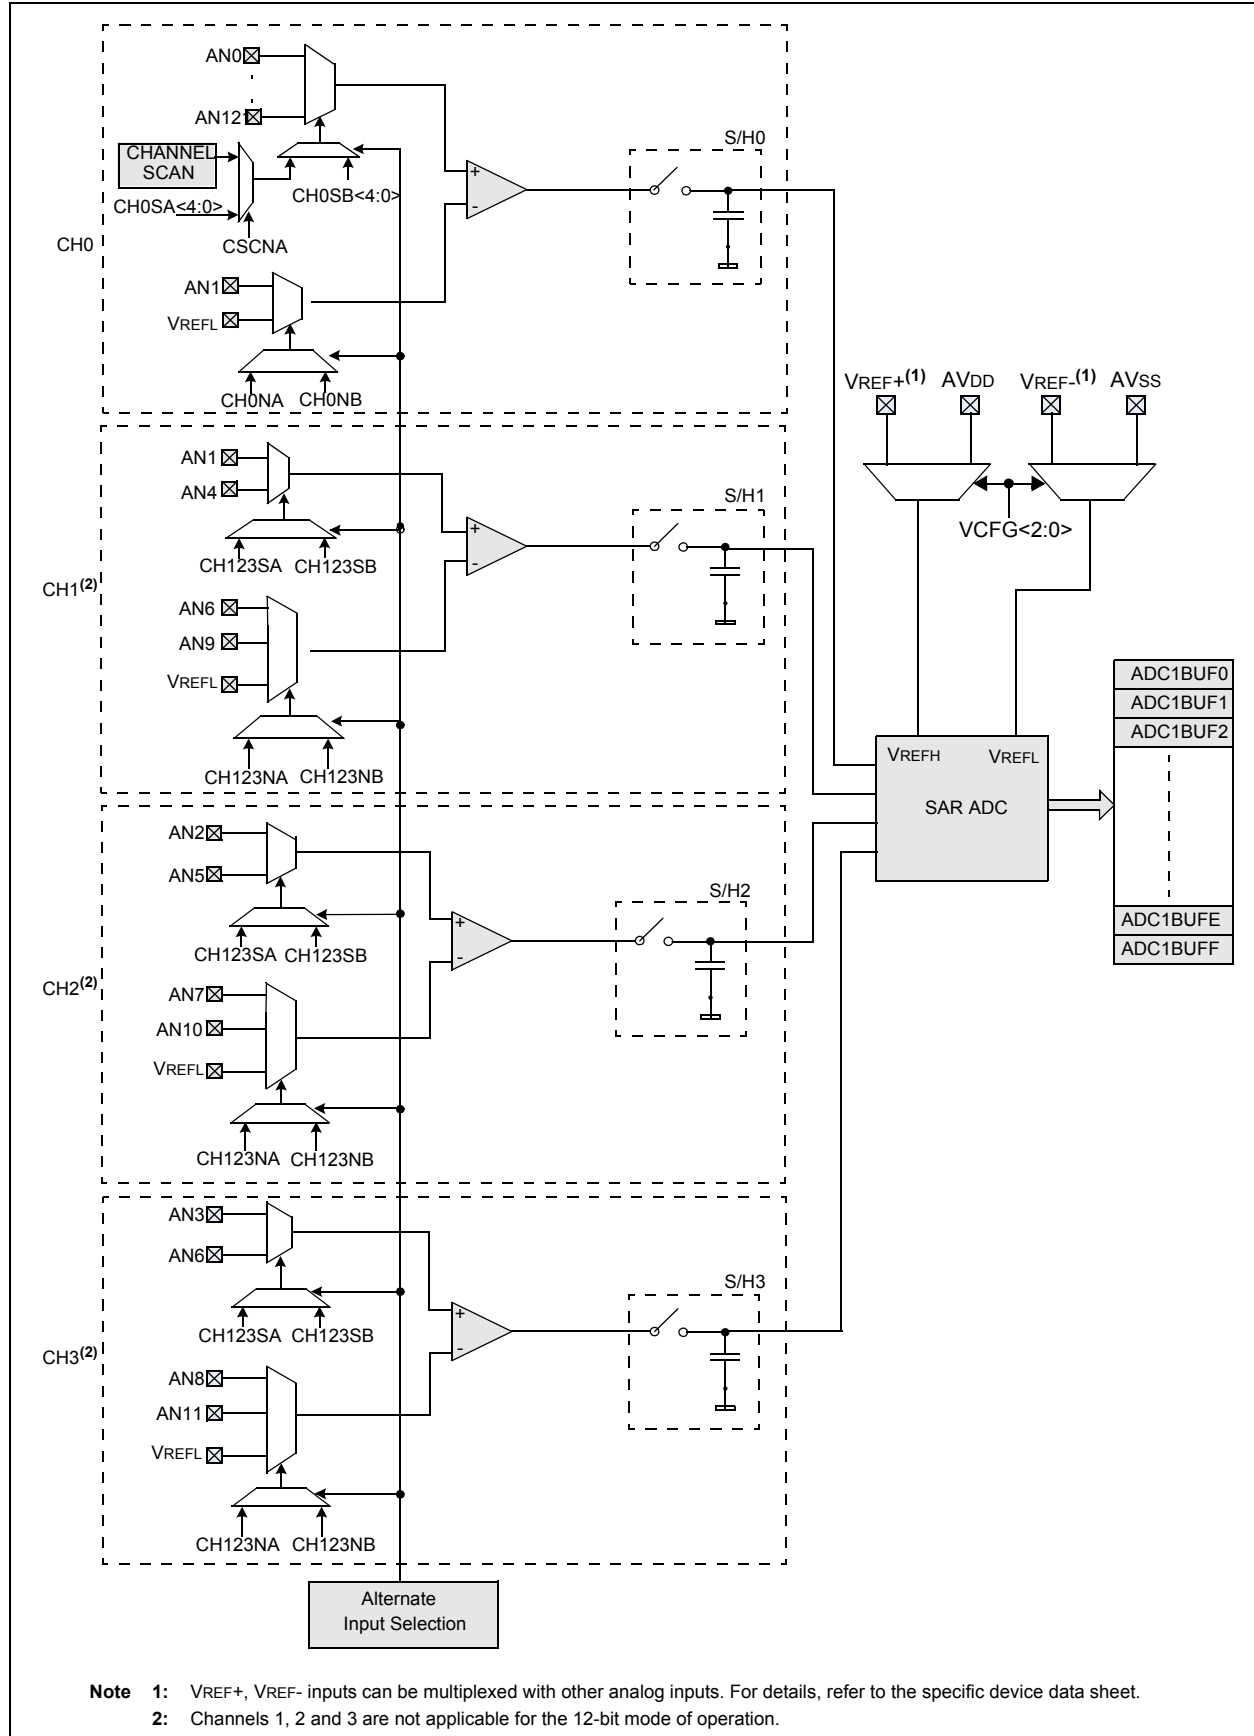 AN0
AN121
CHANNEL
SCAN
CH0SA<4:0>
CH0SB<4:0>
CSCNA
CH0
AN1
VREFL
CH0NA CH0NB
+
-
S/H0
VREF+(1) AVDD VREF-(1) AVSS
VCFG<2:0>
AN1
AN4
CH123SA CH123SB
CH1(2)
AN6
AN9
VREFL
CH123NA CH123NB
+
-
S/H1
VREFH VREFL
SAR ADC
ADC1BUF0
ADC1BUF1
ADC1BUF2
ADC1BUFE
ADC1BUFF
AN2
AN5
CH123SA CH123SB
CH2(2)
AN7
AN10
VREFL
CH123NA CH123NB
+
-
S/H2
AN3
AN6
CH123SA CH123SB
CH3(2)
AN8
AN11
VREFL
CH123NA CH123NB
+
-
S/H3
Alternate
Input Selection
Note 1: VREF+, VREF- inputs can be multiplexed with other analog inputs. For details, refer to the specific device data sheet.
2: Channels 1, 2 and 3 are not applicable for the 12-bit mode of operation.